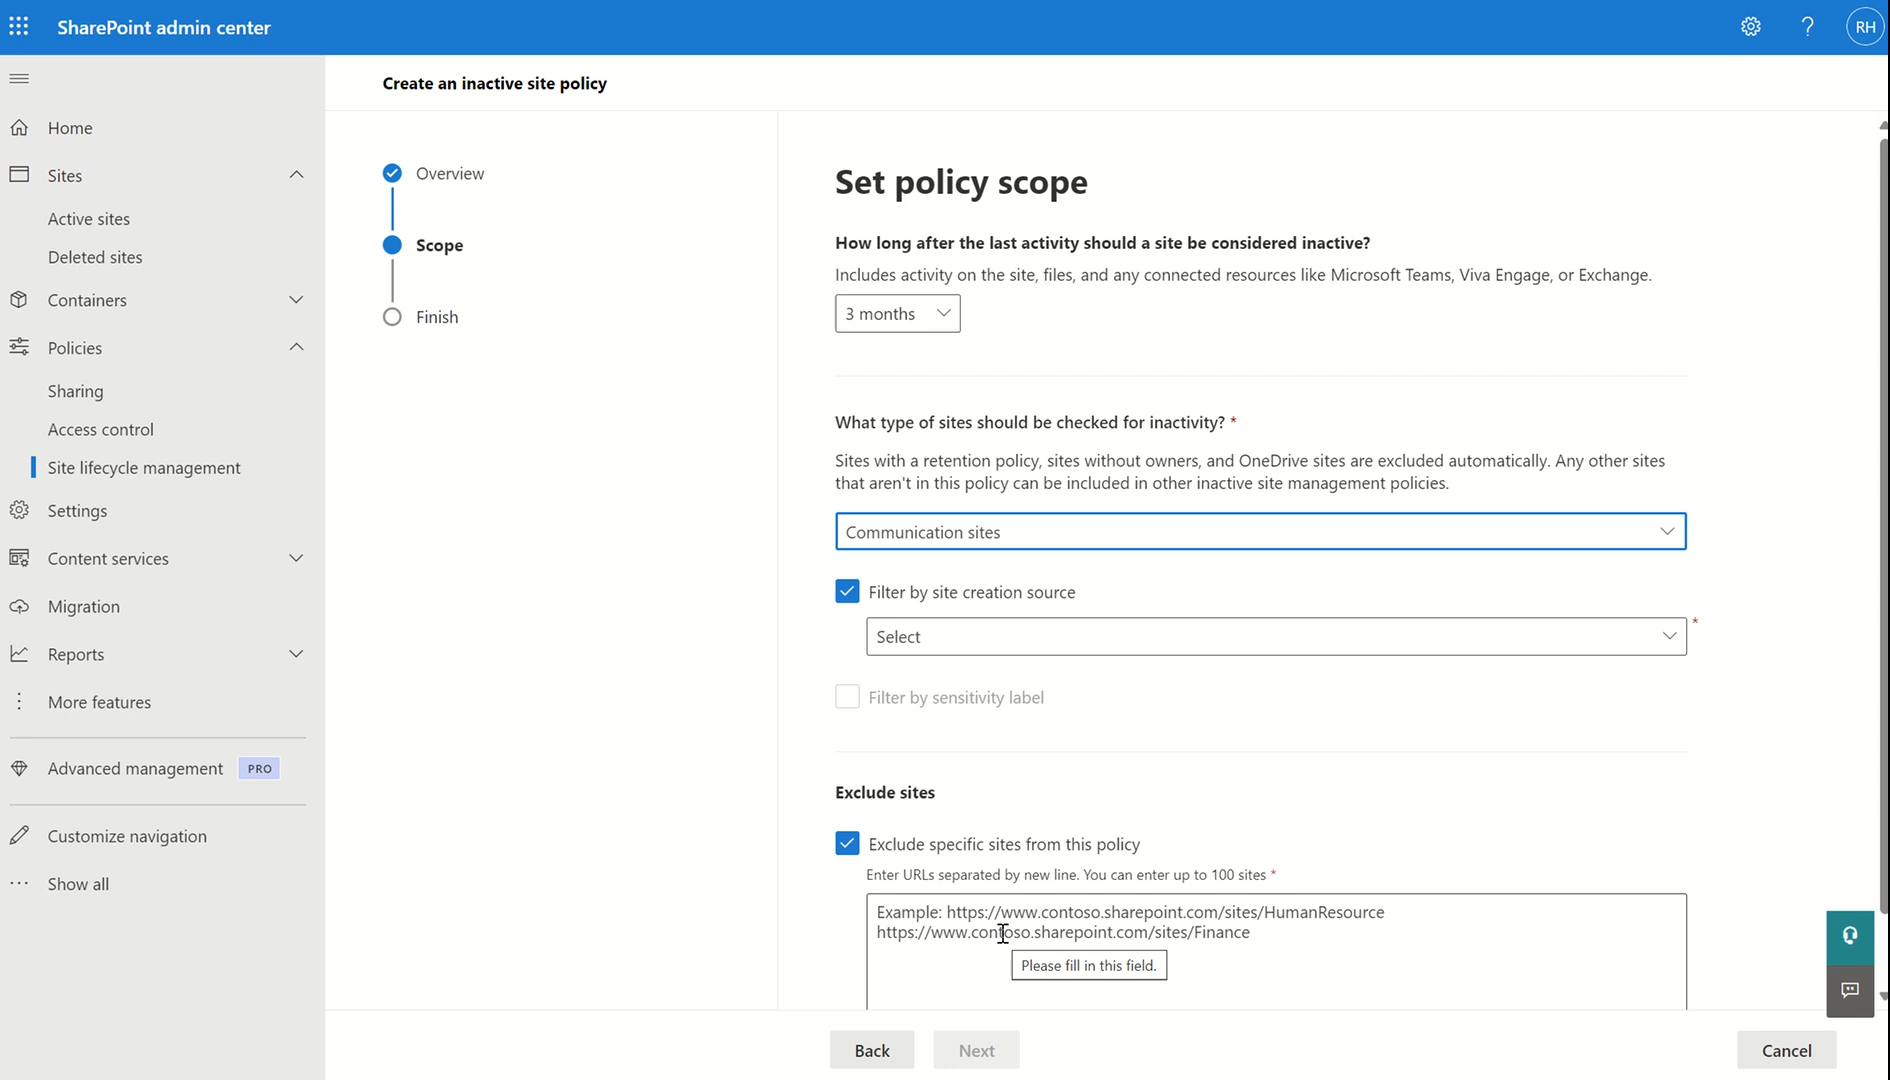 SharePoint admin center
RH
Home
Sites
Active sites
Deleted sites
Containers
Policies
Sharing
Access control
Site lifecycle management
Settings
Content services
Migration
Reports
More features
Advanced management PRO
Customize navigation
Show all
Create an inactive site policy
Overview
Scope
Finish
Set policy scope
How long after the last activity should a site be considered inactive?
Includes activity on the site, files, and any connected resources like Microsoft Teams, Viva Engage, or Exchange.
3 months
What type of sites should be checked for inactivity? *
Sites with a retention policy, sites without owners, and OneDrive sites are excluded automatically. Any other sites
that aren't in this policy can be included in other inactive site management policies.
Communication sites
Filter by site creation source
Select *
Filter by sensitivity label
Exclude sites
Exclude specific sites from this policy
Enter URLs separated by new line. You can enter up to 100 sites *
Example: https://www.contoso.sharepoint.com/sites/HumanResource
https://www.contoso.sharepoint.com/sites/Finance
Please fill in this field.
Back
Next
Cancel